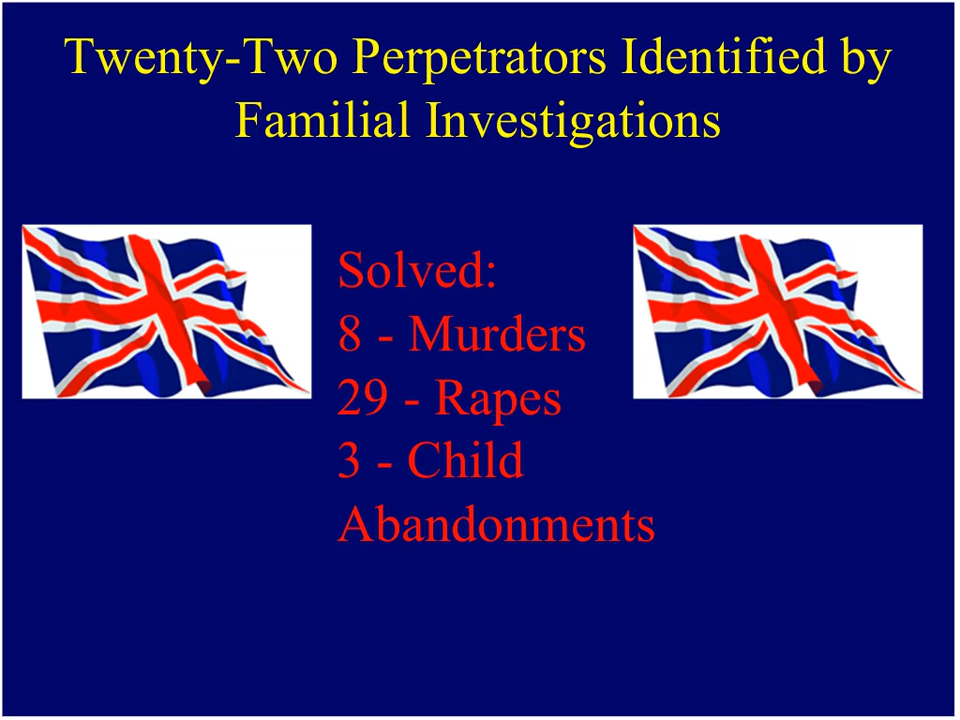 Twenty-Two Perpetrators Identified by
Familial Investigations
Solved:
8 - Murders
29 - Rapes
3 - Child
Abandonments